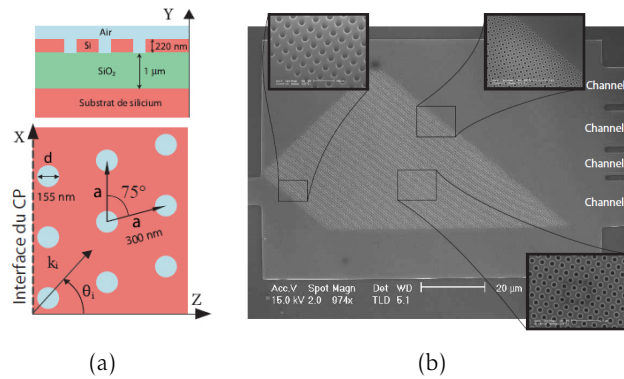 Y
Air
Si
220 nm
SiO₂
1 µm
Substrat de silicium
X
Interface du CP
d
155 nm
a
75°
a
300 nm
kᵢ
θᵢ
Z
(a)
Channel
Channel
Channel
Channel
Acc.V Spot Magn Det WD
15.0 kV 2.0 974x TLD 5.1
20 µm
(b)